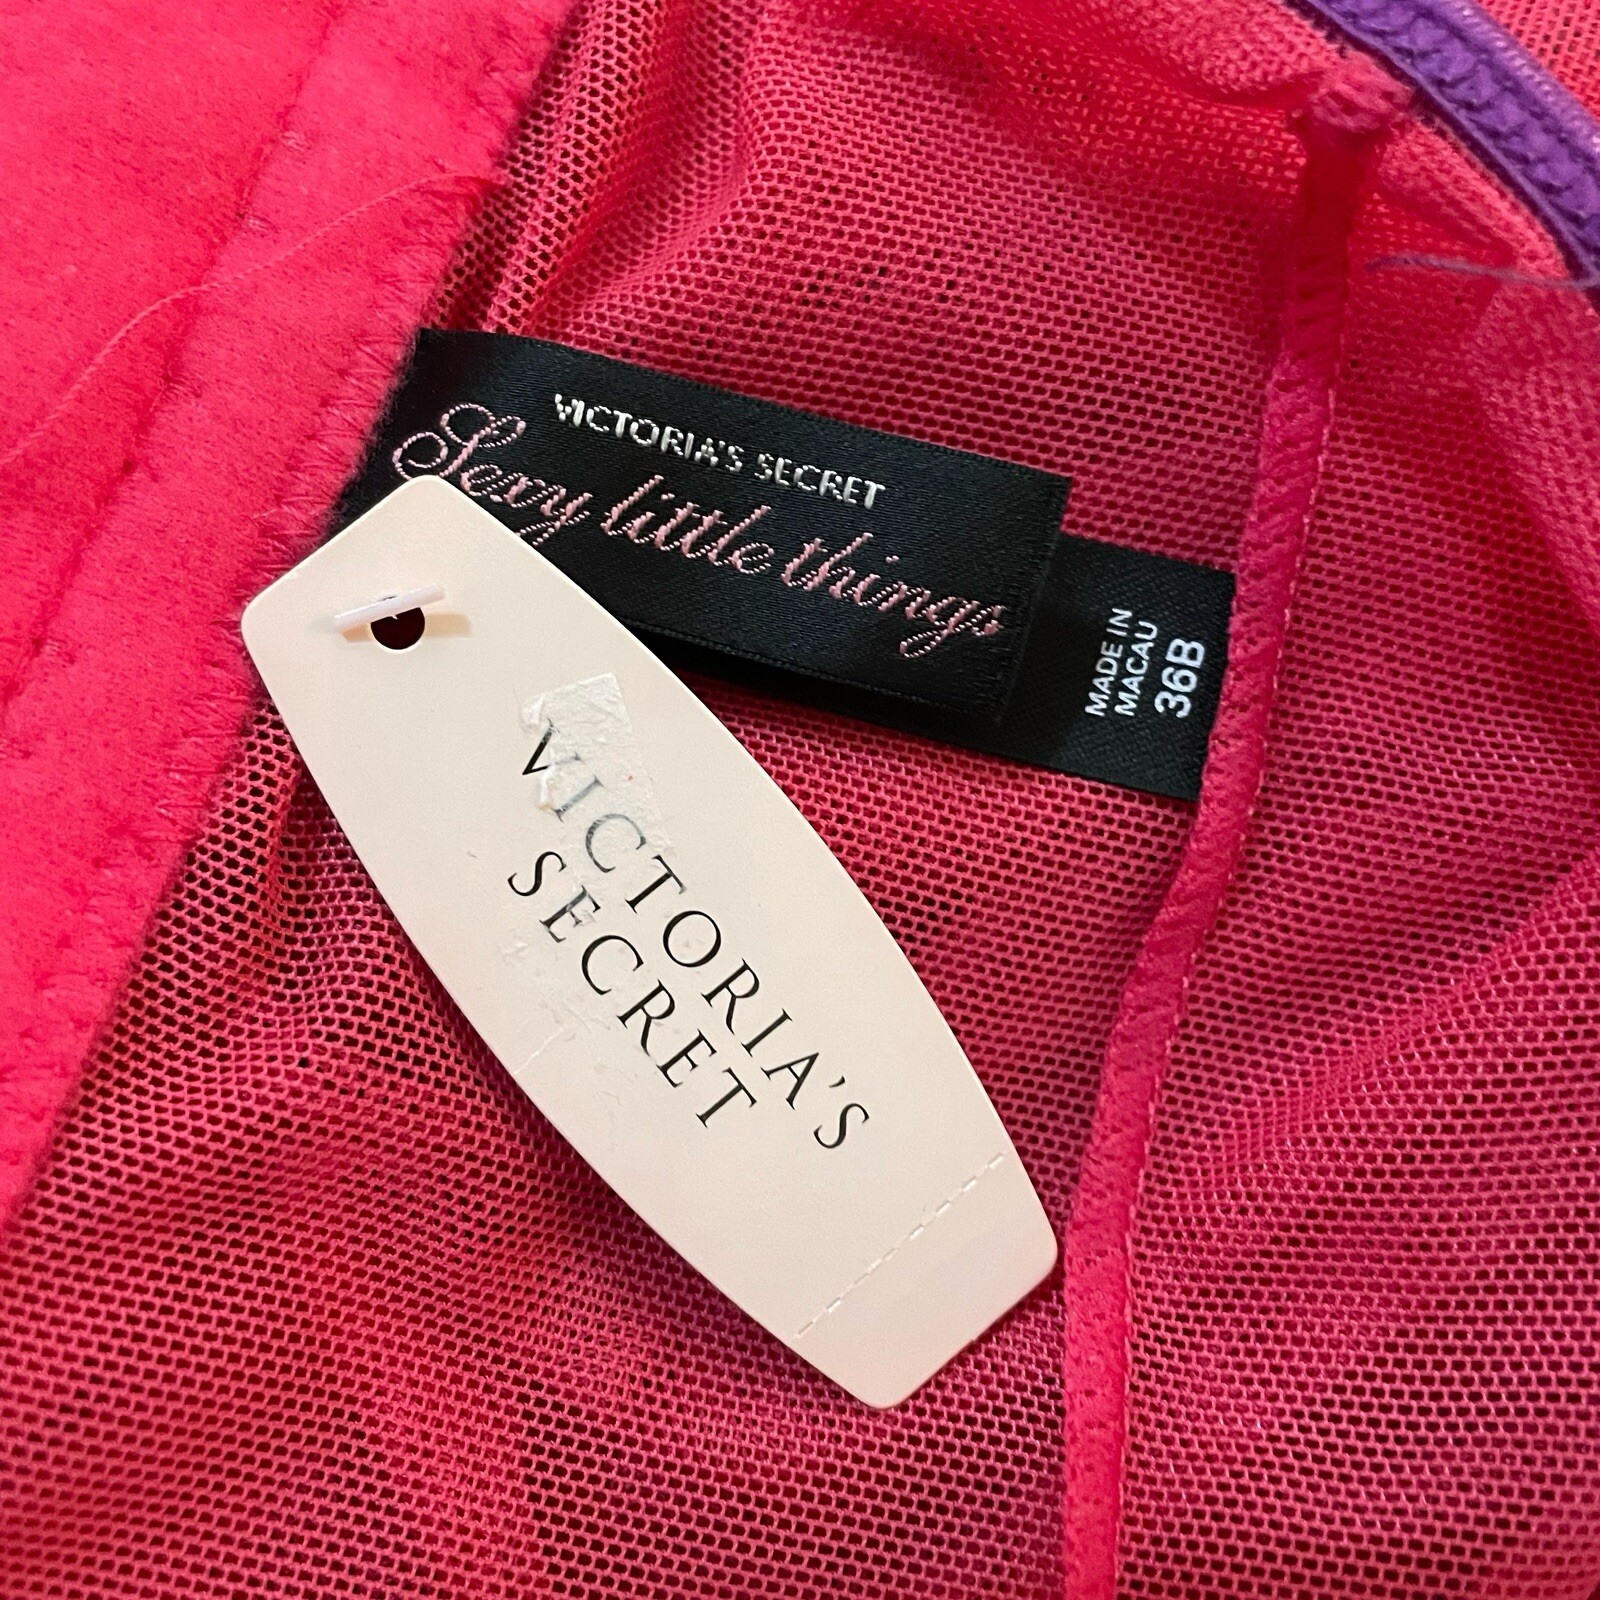 VICTORIA'S SECRET
Sexy little things
MADE IN
MACAU
36B
VICTORIA'S
SECRET